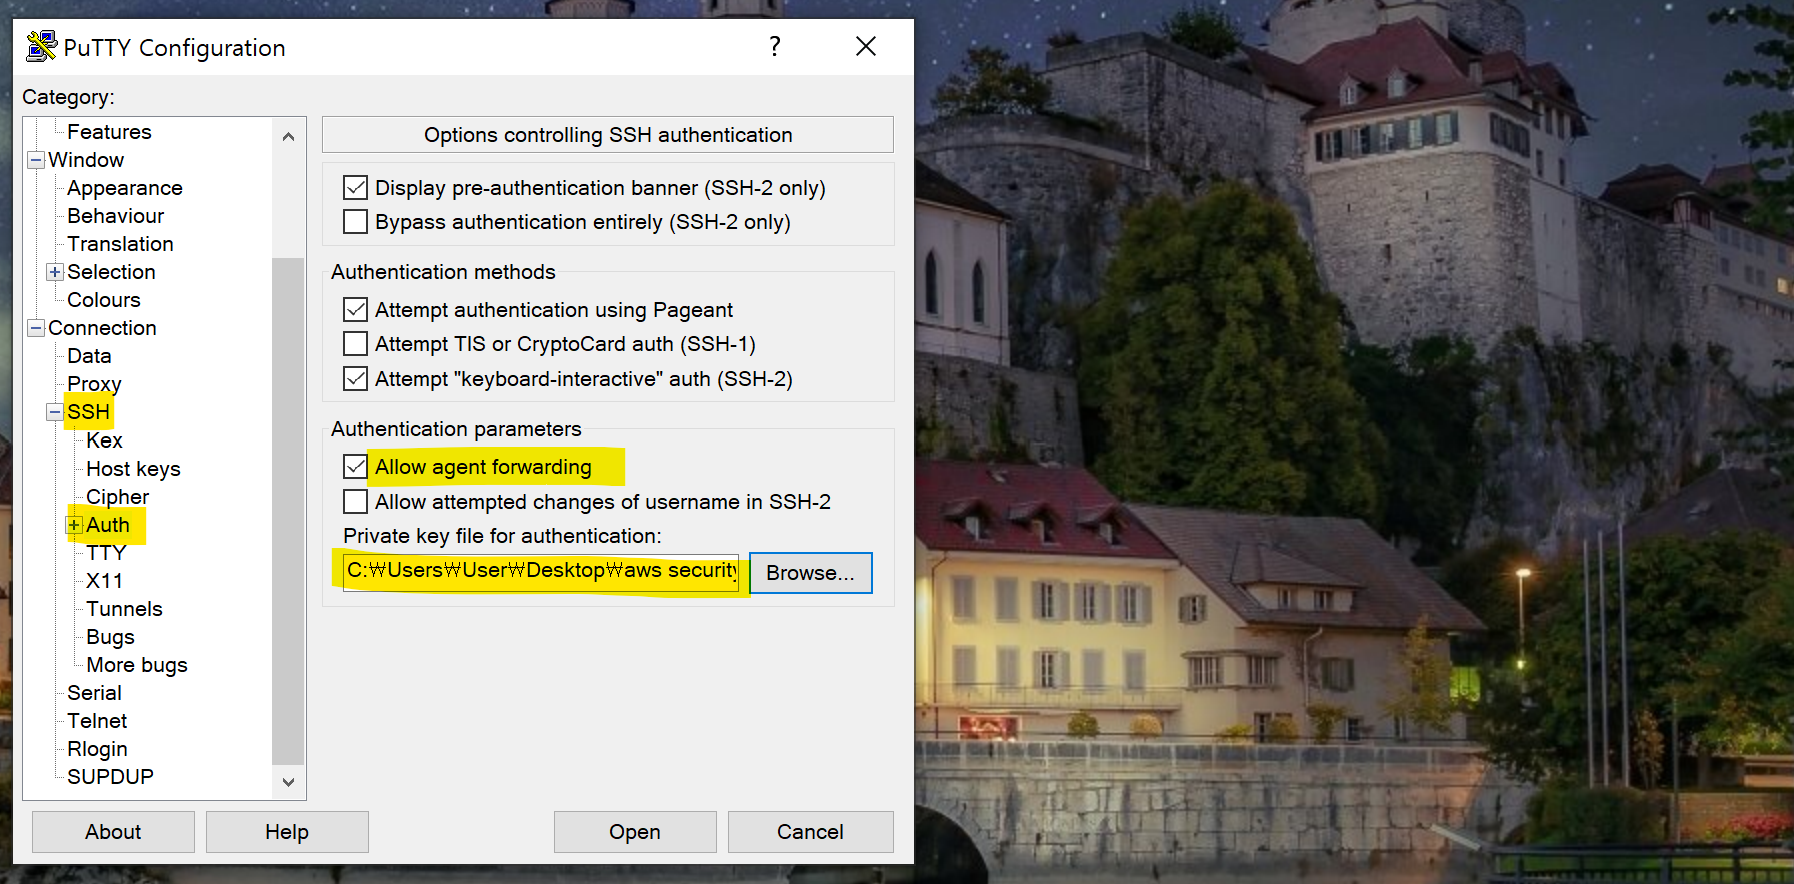 PuTTY Configuration
?
Category:
Features
Window
Appearance
Behaviour
Translation
Selection
Colours
Connection
Data
Proxy
SSH
Kex
Host keys
Cipher
Auth
TTY
X11
Tunnels
Bugs
More bugs
Serial
Telnet
Rlogin
SUPDUP
Options controlling SSH authentication
Display pre-authentication banner (SSH-2 only)
Bypass authentication entirely (SSH-2 only)
Authentication methods
Attempt authentication using Pageant
Attempt TIS or CryptoCard auth (SSH-1)
Attempt "keyboard-interactive" auth (SSH-2)
Authentication parameters
Allow agent forwarding
Allow attempted changes of username in SSH-2
Private key file for authentication:
C:₩Users₩User₩Desktop₩aws security
Browse...
About
Help
Open
Cancel